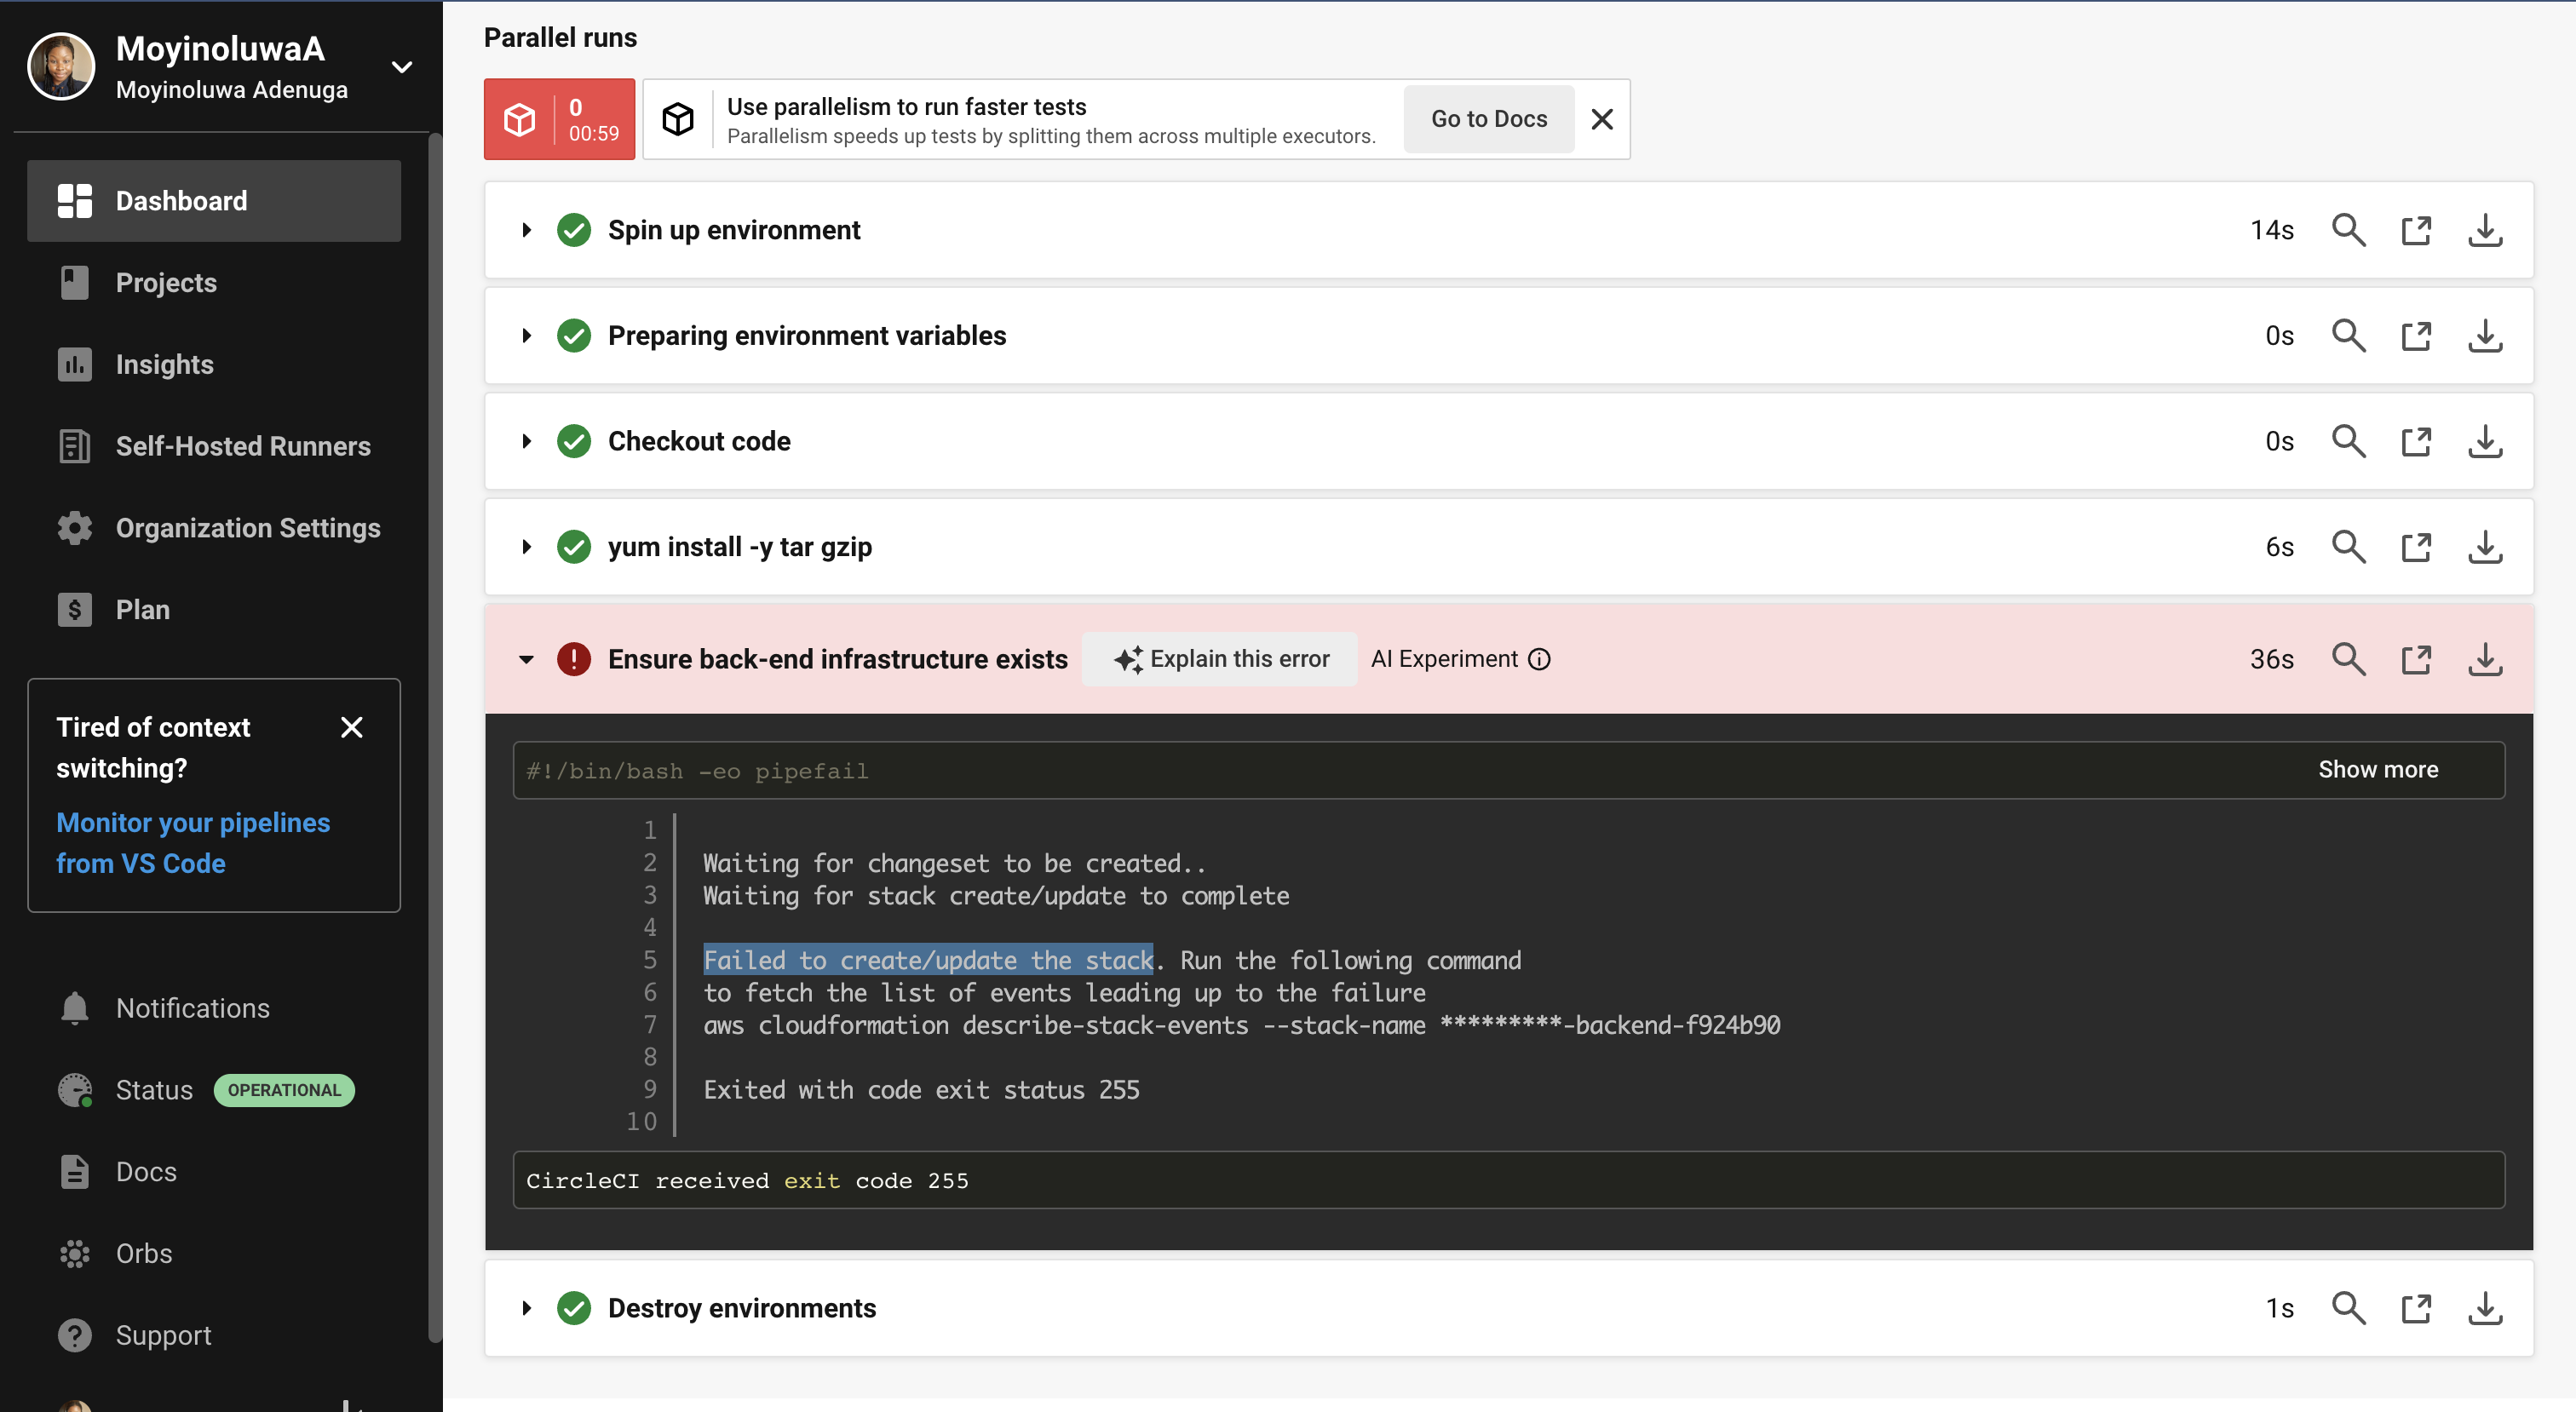 MoyinoluwaA
Moyinoluwa Adenuga
Dashboard
Projects
Insights
Self-Hosted Runners
Organization Settings
Plan
Tired of context
switching?
Monitor your pipelines
from VS Code
Notifications
Status OPERATIONAL
Docs
Orbs
Support
Parallel runs
0
00:59
Use parallelism to run faster tests
Parallelism speeds up tests by splitting them across multiple executors.
Go to Docs
Spin up environment 14s
Preparing environment variables 0s
Checkout code 0s
yum install -y tar gzip 6s
Ensure back-end infrastructure exists Explain this error AI Experiment 36s
#!/bin/bash -eo pipefail Show more
1
2 Waiting for changeset to be created..
3 Waiting for stack create/update to complete
4
5 Failed to create/update the stack. Run the following command
6 to fetch the list of events leading up to the failure
7 aws cloudformation describe-stack-events --stack-name *********-backend-f924b90
8
9 Exited with code exit status 255
10
CircleCI received exit code 255
Destroy environments 1s